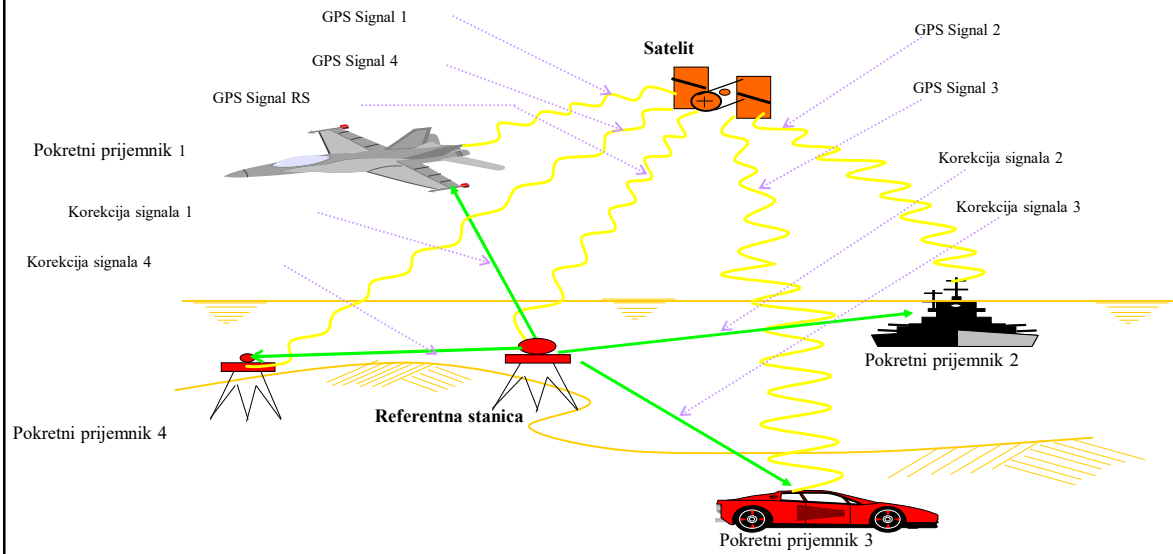 GPS Signal 1
GPS Signal 2
Satelit
GPS Signal 4
GPS Signal 3
GPS Signal RS
Pokretni prijemnik 1
Korekcija signala 2
Korekcija signala 1
Korekcija signala 3
Korekcija signala 4
Pokretni prijemnik 2
Referentna stanica
Pokretni prijemnik 4
Pokretni prijemnik 3